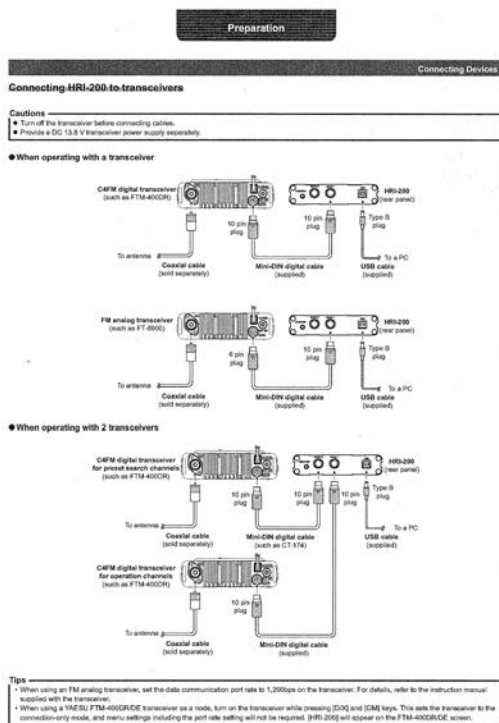 Preparation
Connecting Devices
Connecting HRI-200 to transceivers
Cautions
● Turn off the transceiver before connecting cables.
● Provide a DC 13.8 V transceiver power supply separately.
● When operating with a transceiver
C4FM digital transceiver
(such as FTM-400DR)
HRI-200
(rear panel)
10 pin
plug
10 pin
plug
Type B
plug
To antenna
Coaxial cable
(sold separately)
Mini-DIN digital cable
(supplied)
To a PC
USB cable
(supplied)
FM analog transceiver
(such as FT-8900)
HRI-200
(rear panel)
6 pin
plug
10 pin
plug
Type B
plug
To antenna
Coaxial cable
(sold separately)
Mini-DIN digital cable
(supplied)
To a PC
USB cable
(supplied)
● When operating with 2 transceivers
C4FM digital transceiver
for preset search channels
(such as FTM-400DR)
HRI-200
(rear panel)
10 pin
plug
10 pin
plug
10 pin
plug
Type B
plug
To antenna
Coaxial cable
(sold separately)
Mini-DIN digital cable
(such as CT-174)
To a PC
USB cable
(supplied)
C4FM digital transceiver
for operation channels
(such as FTM-400DR)
10 pin
plug
To antenna
Coaxial cable
(sold separately)
Mini-DIN digital cable
(supplied)
Tips
• When using an FM analog transceiver, set the data communication port rate to 1,200bps on the transceiver. For details, refer to the instruction manual
supplied with the transceiver.
• When using a YAESU FTM-400DR/DE transceiver as a node, turn on the transceiver while pressing [D/X] and [GM] keys. This sets the transceiver to the
connection-only mode, and menu settings including the port rate setting will not be required. [HRI-200] will appear on the FTM-400DR/DE screen.